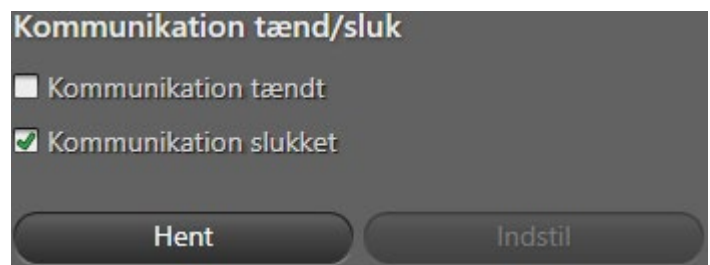 Kommunikation tænd/sluk
Kommunikation tændt
Kommunikation slukket
Hent
Indstil